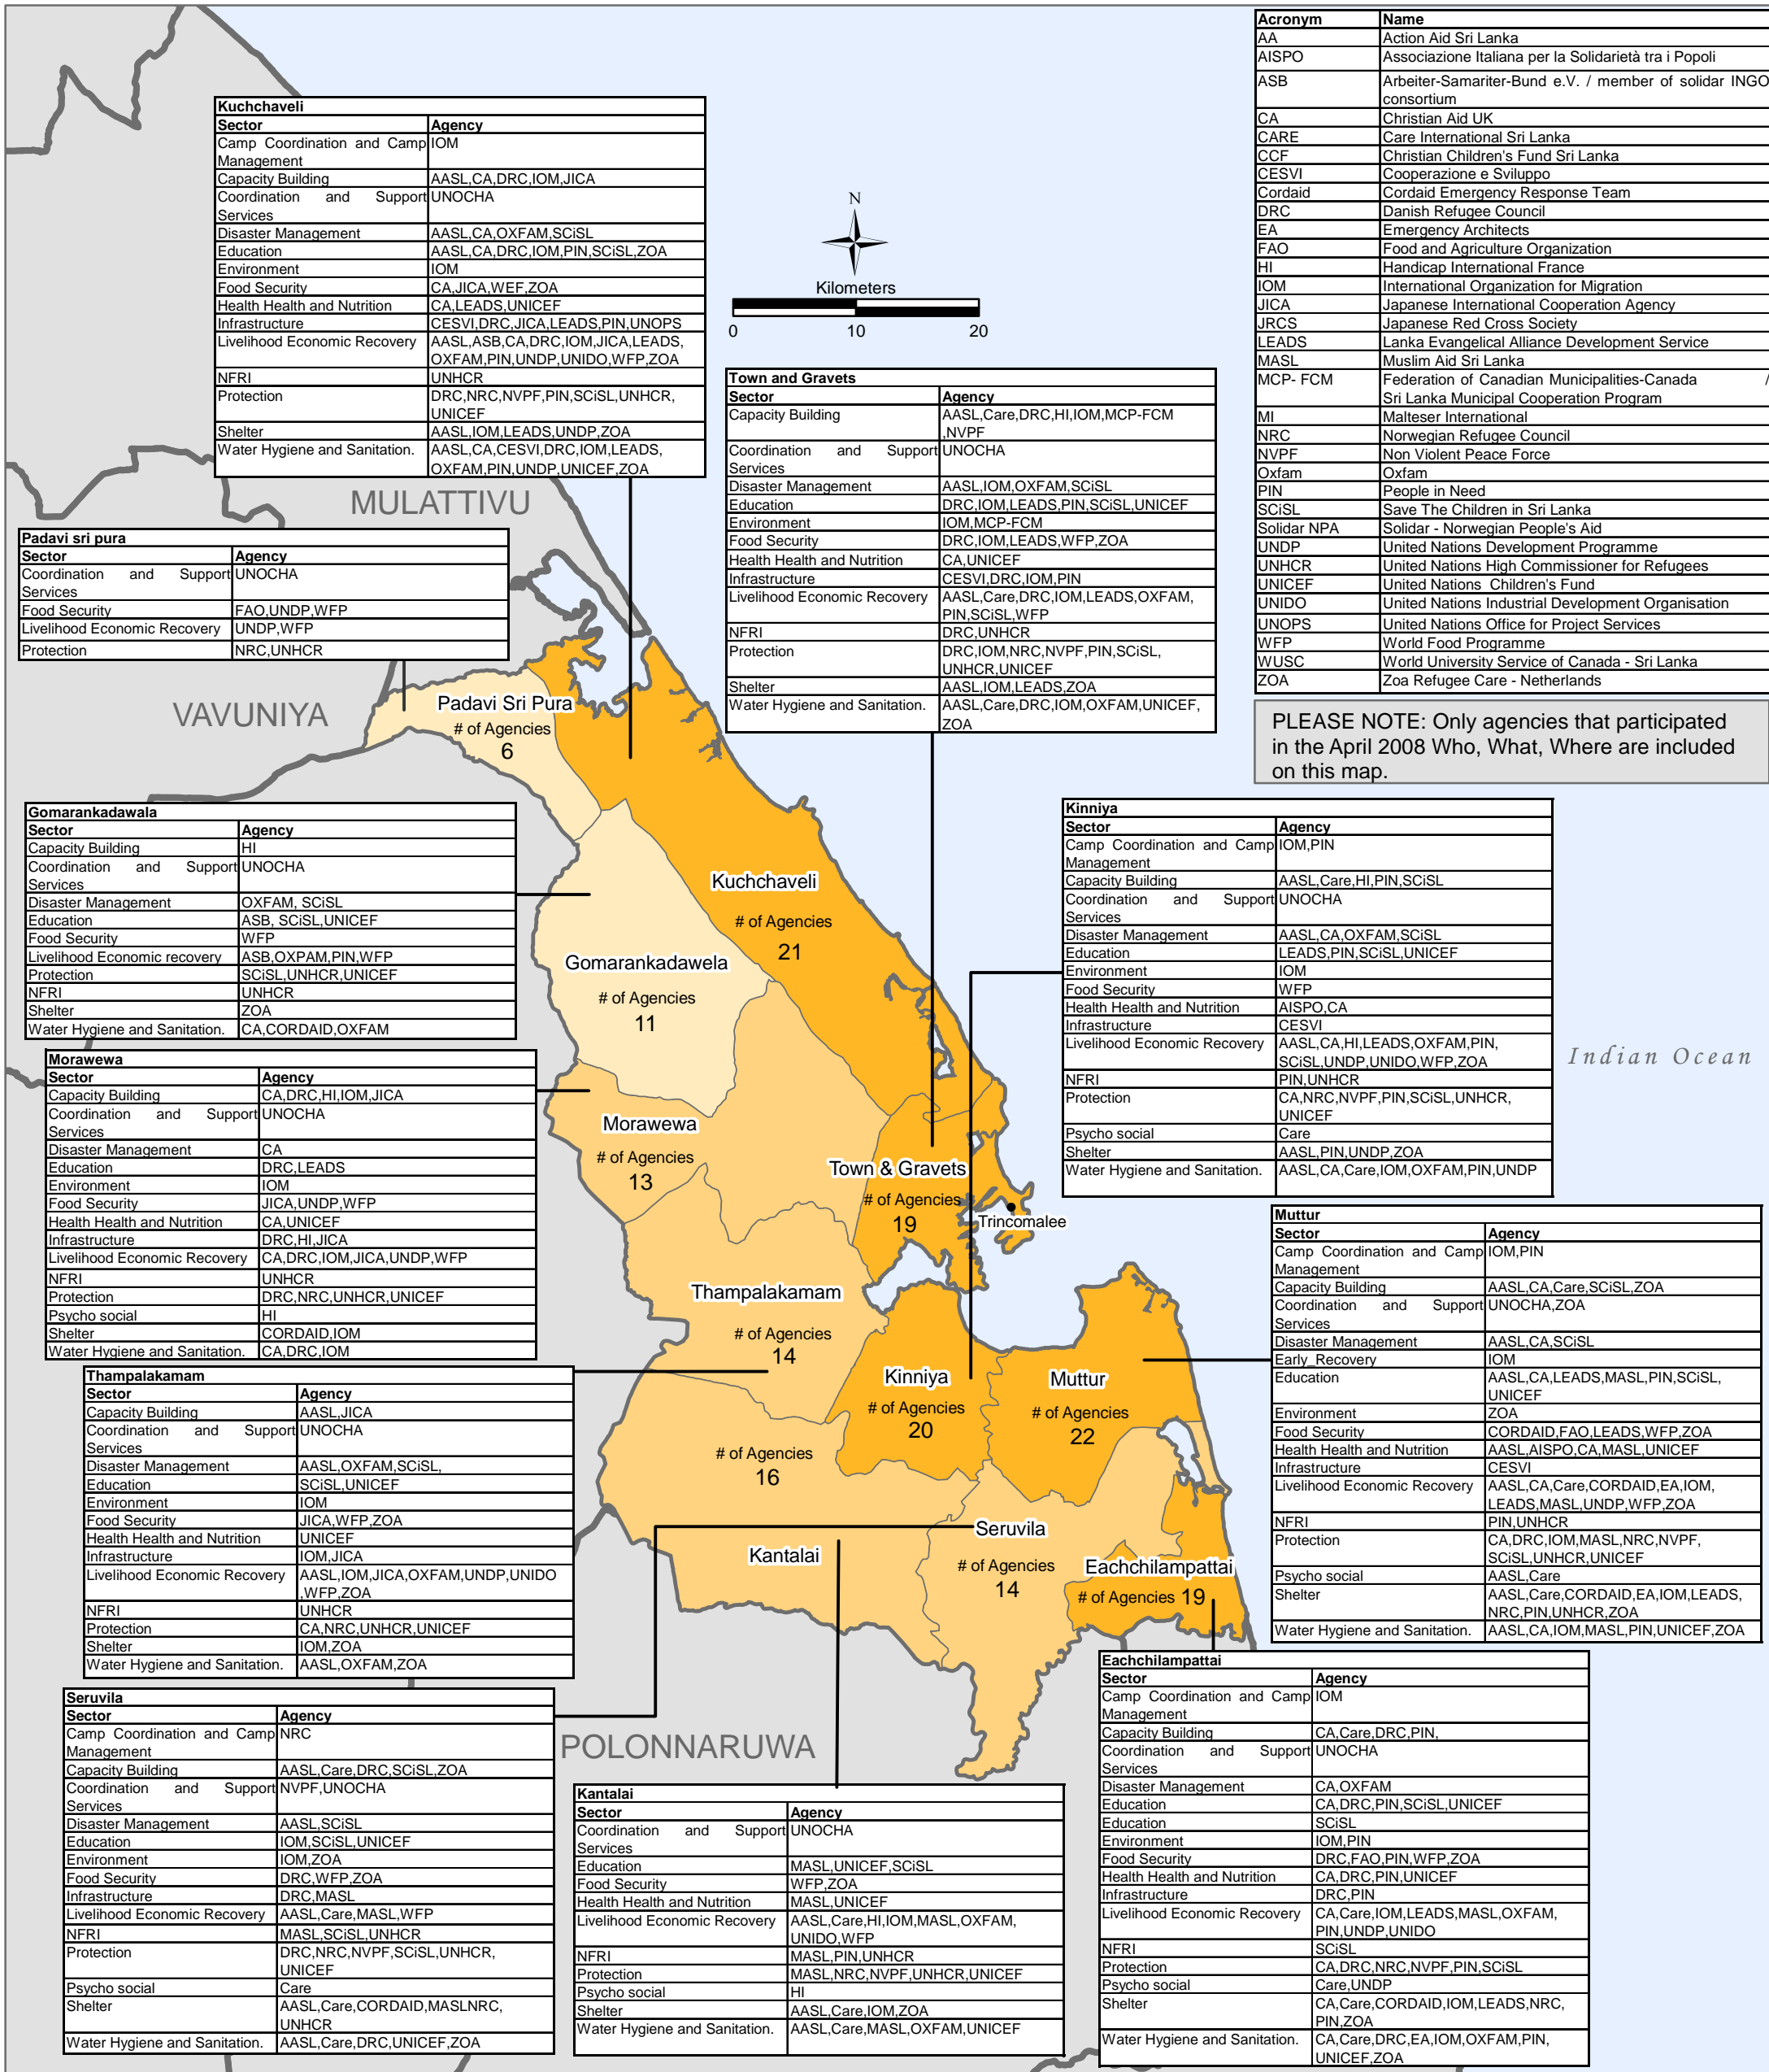 Acronym Name
AA Action Aid Sri Lanka
AISPO Associazione Italiana per la Solidarietà tra i Popoli
ASB Arbeiter-Samariter-Bund e.V. / member of solidar INGO
consortium
CA Christian Aid UK
CARE Care International Sri Lanka
CCF Christian Children's Fund Sri Lanka
CESVI Cooperazione e Sviluppo
Cordaid Cordaid Emergency Response Team
DRC Danish Refugee Council
EA Emergency Architects
FAO Food and Agriculture Organization
HI Handicap International France
IOM International Organization for Migration
JICA Japanese International Cooperation Agency
JRCS Japanese Red Cross Society
LEADS Lanka Evangelical Alliance Development Service
MASL Muslim Aid Sri Lanka
MCP- FCM Federation of Canadian Municipalities-Canada /
Sri Lanka Municipal Cooperation Program
MI Malteser International
NRC Norwegian Refugee Council
NVPF Non Violent Peace Force
Oxfam Oxfam
PIN People in Need
SCiSL Save The Children in Sri Lanka
Solidar NPA Solidar - Norwegian People's Aid
UNDP United Nations Development Programme
UNHCR United Nations High Commissioner for Refugees
UNICEF United Nations Children's Fund
UNIDO United Nations Industrial Development Organisation
UNOPS United Nations Office for Project Services
WFP World Food Programme
WUSC World University Service of Canada - Sri Lanka
ZOA Zoa Refugee Care - Netherlands
PLEASE NOTE: Only agencies that participated
in the April 2008 Who, What, Where are included
on this map.
Kuchchaveli
Sector Agency
Camp Coordination and Camp IOM
Management
Capacity Building AASL,CA,DRC,IOM,JICA
Coordination and Support UNOCHA
Services
Disaster Management AASL,CA,OXFAM,SCiSL
Education AASL,CA,DRC,IOM,PIN,SCiSL,ZOA
Environment IOM
Food Security CA,JICA,WEF,ZOA
Health Health and Nutrition CA,LEADS,UNICEF
Infrastructure CESVI,DRC,JICA,LEADS,PIN,UNOPS
Livelihood Economic Recovery AASL,ASB,CA,DRC,IOM,JICA,LEADS,
OXFAM,PIN,UNDP,UNIDO,WFP,ZOA
NFRI UNHCR
Protection DRC,NRC,NVPF,PIN,SCiSL,UNHCR,
UNICEF
Shelter AASL,IOM,LEADS,UNDP,ZOA
Water Hygiene and Sanitation. AASL,CA,CESVI,DRC,IOM,LEADS,
OXFAM,PIN,UNDP,UNICEF,ZOA
N
Kilometers
0 10 20
Town and Gravets
Sector Agency
Capacity Building AASL,Care,DRC,HI,IOM,MCP-FCM
,NVPF
Coordination and Support UNOCHA
Services
Disaster Management AASL,IOM,OXFAM,SCiSL
Education DRC,IOM,LEADS,PIN,SCiSL,UNICEF
Environment IOM,MCP-FCM
Food Security DRC,IOM,LEADS,WFP,ZOA
Health Health and Nutrition CA,UNICEF
Infrastructure CESVI,DRC,IOM,PIN
Livelihood Economic Recovery AASL,Care,DRC,IOM,LEADS,OXFAM,
PIN,SCiSL,WFP
NFRI DRC,UNHCR
Protection DRC,IOM,NRC,NVPF,PIN,SCiSL,
UNHCR,UNICEF
Shelter AASL,IOM,LEADS,ZOA
Water Hygiene and Sanitation. AASL,Care,DRC,IOM,OXFAM,UNICEF,
ZOA
MULATTIVU
Padavi sri pura
Sector Agency
Coordination and Support UNOCHA
Services
Food Security FAO,UNDP,WFP
Livelihood Economic Recovery UNDP,WFP
Protection NRC,UNHCR
VAVUNIYA
Padavi Sri Pura
# of Agencies
6
Gomarankadawala
Sector Agency
Capacity Building HI
Coordination and Support UNOCHA
Services
Disaster Management OXFAM, SCiSL
Education ASB, SCiSL,UNICEF
Food Security WFP
Livelihood Economic recovery ASB,OXPAM,PIN,WFP
Protection SCiSL,UNHCR,UNICEF
NFRI UNHCR
Shelter ZOA
Water Hygiene and Sanitation. CA,CORDAID,OXFAM
Kuchchaveli
# of Agencies
21
Gomarankadawela
# of Agencies
11
Kinniya
Sector Agency
Camp Coordination and Camp IOM,PIN
Management
Capacity Building AASL,Care,HI,PIN,SCiSL
Coordination and Support UNOCHA
Services
Disaster Management AASL,CA,OXFAM,SCiSL
Education LEADS,PIN,SCiSL,UNICEF
Environment IOM
Food Security WFP
Health Health and Nutrition AISPO,CA
Infrastructure CESVI
Livelihood Economic Recovery AASL,CA,HI,LEADS,OXFAM,PIN,
SCiSL,UNDP,UNIDO,WFP,ZOA
NFRI PIN,UNHCR
Protection CA,NRC,NVPF,PIN,SCiSL,UNHCR,
UNICEF
Psycho social Care
Shelter AASL,PIN,UNDP,ZOA
Water Hygiene and Sanitation. AASL,CA,Care,IOM,OXFAM,PIN,UNDP
Indian Ocean
Morawewa
Sector Agency
Capacity Building CA,DRC,HI,IOM,JICA
Coordination and Support UNOCHA
Services
Disaster Management CA
Education DRC,LEADS
Environment IOM
Food Security JICA,UNDP,WFP
Health Health and Nutrition CA,UNICEF
Infrastructure DRC,HI,JICA
Livelihood Economic Recovery CA,DRC,IOM,JICA,UNDP,WFP
NFRI UNHCR
Protection DRC,NRC,UNHCR,UNICEF
Psycho social HI
Shelter CORDAID,IOM
Water Hygiene and Sanitation. CA,DRC,IOM
Morawewa
# of Agencies
13
Town & Gravets
# of Agencies
19
Trincomalee
Thampalakamam
# of Agencies
14
Kinniya
# of Agencies
20
Muttur
# of Agencies
22
Muttur
Sector Agency
Camp Coordination and Camp IOM,PIN
Management
Capacity Building AASL,CA,Care,SCiSL,ZOA
Coordination and Support UNOCHA,ZOA
Services
Disaster Management AASL,CA,SCiSL
Early_Recovery IOM
Education AASL,CA,LEADS,MASL,PIN,SCiSL,
UNICEF
Environment ZOA
Food Security CORDAID,FAO,LEADS,WFP,ZOA
Health Health and Nutrition AASL,AISPO,CA,MASL,UNICEF
Infrastructure CESVI
Livelihood Economic Recovery AASL,CA,Care,CORDAID,EA,IOM,
LEADS,MASL,UNDP,WFP,ZOA
NFRI PIN,UNHCR
Protection CA,DRC,IOM,MASL,NRC,NVPF,
SCiSL,UNHCR,UNICEF
Psycho social AASL,Care
Shelter AASL,Care,CORDAID,EA,IOM,LEADS,
NRC,PIN,UNHCR,ZOA
Water Hygiene and Sanitation. AASL,CA,IOM,MASL,PIN,UNICEF,ZOA
Thampalakamam
Sector Agency
Capacity Building AASL,JICA
Coordination and Support UNOCHA
Services
Disaster Management AASL,OXFAM,SCiSL,
Education SCiSL,UNICEF
Environment IOM
Food Security JICA,WFP,ZOA
Health Health and Nutrition UNICEF
Infrastructure IOM,JICA
Livelihood Economic Recovery AASL,IOM,JICA,OXFAM,UNDP,UNIDO
,WFP,ZOA
NFRI UNHCR
Protection CA,NRC,UNHCR,UNICEF
Shelter IOM,ZOA
Water Hygiene and Sanitation. AASL,OXFAM,ZOA
# of Agencies
16
Kantalai
Seruvila
# of Agencies
14
Eachchilampattai
# of Agencies 19
Seruvila
Sector Agency
Camp Coordination and Camp NRC
Management
Capacity Building AASL,Care,DRC,SCiSL,ZOA
Coordination and Support NVPF,UNOCHA
Services
Disaster Management AASL,SCiSL
Education IOM,SCiSL,UNICEF
Environment IOM,ZOA
Food Security DRC,WFP,ZOA
Infrastructure DRC,MASL
Livelihood Economic Recovery AASL,Care,MASL,WFP
NFRI MASL,SCiSL,UNHCR
Protection DRC,NRC,NVPF,SCiSL,UNHCR,
UNICEF
Psycho social Care
Shelter AASL,Care,CORDAID,MASLNRC,
UNHCR
Water Hygiene and Sanitation. AASL,Care,DRC,UNICEF,ZOA
POLONNARUWA
Kantalai
Sector Agency
Coordination and Support UNOCHA
Services
Education MASL,UNICEF,SCiSL
Food Security WFP,ZOA
Health Health and Nutrition MASL,UNICEF
Livelihood Economic Recovery AASL,Care,HI,IOM,MASL,OXFAM,
UNIDO,WFP
NFRI MASL,PIN,UNHCR
Protection MASL,NRC,NVPF,UNHCR,UNICEF
Psycho social HI
Shelter AASL,Care,IOM,ZOA
Water Hygiene and Sanitation. AASL,Care,MASL,OXFAM,UNICEF
Eachchilampattai
Sector Agency
Camp Coordination and Camp IOM
Management
Capacity Building CA,Care,DRC,PIN,
Coordination and Support UNOCHA
Services
Disaster Management CA,OXFAM
Education CA,DRC,PIN,SCiSL,UNICEF
Education SCiSL
Environment IOM,PIN
Food Security DRC,FAO,PIN,WFP,ZOA
Health Health and Nutrition CA,DRC,PIN,UNICEF
Infrastructure DRC,PIN
Livelihood Economic Recovery CA,Care,IOM,LEADS,MASL,OXFAM,
PIN,UNDP,UNIDO
NFRI SCiSL
Protection CA,DRC,NRC,NVPF,PIN,SCiSL
Psycho social Care,UNDP
Shelter CA,Care,CORDAID,IOM,LEADS,NRC,
PIN,ZOA
Water Hygiene and Sanitation. CA,Care,DRC,EA,IOM,OXFAM,PIN,
UNICEF,ZOA